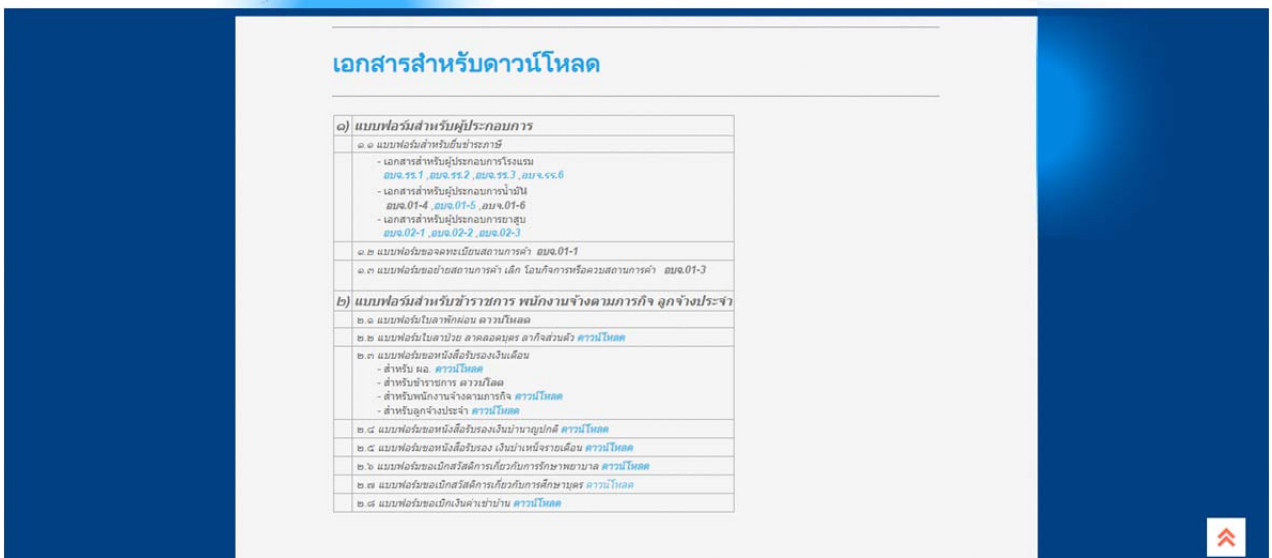 เอกสารสำหรับดาวน์โหลด
๑) แบบฟอร์มสำหรับผู้ประกอบการ
๑.๑ แบบฟอร์มสำหรับยื่นชำระภาษี
- เอกสารสำหรับผู้ประกอบการโรงแรม
อบจ.รร.1 ,อบจ.รร.2 ,อบจ.รร.3 ,อบจ.รร.6
- เอกสารสำหรับผู้ประกอบการน้ำมัน
อบจ.01-4 ,อบจ.01-5 ,อบจ.01-6
- เอกสารสำหรับผู้ประกอบการยาสูบ
อบจ.02-1 ,อบจ.02-2 ,อบจ.02-3
๑.๒ แบบฟอร์มขอจดทะเบียนสถานการค้า อบจ.01-1
๑.๓ แบบฟอร์มขอย้ายสถานการค้า เลิก โอนกิจการหรือควบสถานการค้า อบจ.01-3
๒) แบบฟอร์มสำหรับข้าราชการ พนักงานจ้างตามภารกิจ ลูกจ้างประจำ
๒.๑ แบบฟอร์มใบลาพักผ่อน ดาวน์โหลด
๒.๒ แบบฟอร์มใบลาป่วย ลาคลอดบุตร ลากิจส่วนตัว ดาวน์โหลด
๒.๓ แบบฟอร์มขอหนังสือรับรองเงินเดือน
- สำหรับ ผอ. ดาวน์โหลด
- สำหรับข้าราชการ ดาวน์โลด
- สำหรับพนักงานจ้างตามภารกิจ ดาวน์โหลด
- สำหรับลูกจ้างประจำ ดาวน์โหลด
๒.๔ แบบฟอร์มขอหนังสือรับรองเงินบำนาญปกติ ดาวน์โหลด
๒.๕ แบบฟอร์มขอหนังสือรับรอง เงินบำเหน็จรายเดือน ดาวน์โหลด
๒.๖ แบบฟอร์มขอเบิกสวัสดิการเกี่ยวกับการรักษาพยาบาล ดาวน์โหลด
๒.๗ แบบฟอร์มขอเบิกสวัสดิการเกี่ยวกับการศึกษาบุตร ดาวน์โหลด
๒.๘ แบบฟอร์มขอเบิกเงินค่าเช่าบ้าน ดาวน์โหลด